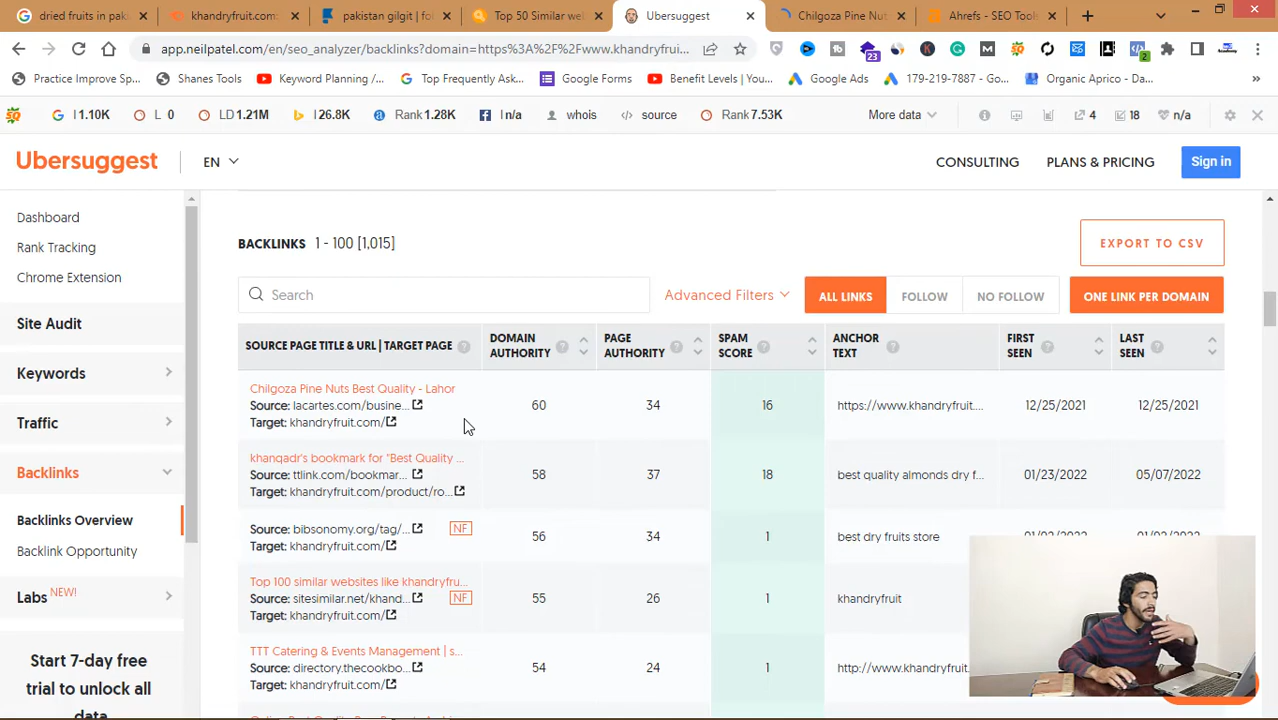 dried fruits in pak
khandryfruit.com
pakistan gilgit | fo
Top 50 Similar we
Ubersuggest
Chilgoza Pine Nut
Ahrefs - SEO Tools
app.neilpatel.com/en/seo_analyzer/backlinks?domain=https%3A%2F%2Fwww.khandryfruit....
23
2
Practice Improve Sp...
Shanes Tools
Keyword Planning /...
Top Frequently Ask...
Google Forms
Benefit Levels | You...
Google Ads
179-219-7887 - Go...
Organic Aprico - Da...
»
I 1.10K
L 0
LD 1.21M
I 26.8K
Rank 1.28K
I n/a
whois
source
Rank 7.53K
More data
4
18
n/a
Ubersuggest
EN
CONSULTING
PLANS & PRICING
Sign in
Dashboard
Rank Tracking
Chrome Extension
Site Audit
Keywords
Traffic
Backlinks
Backlinks Overview
Backlink Opportunity
Labs NEW!
Start 7-day free
trial to unlock all
data
BACKLINKS 1 - 100 [1,015]
EXPORT TO CSV
Search
Advanced Filters
ALL LINKS
FOLLOW
NO FOLLOW
ONE LINK PER DOMAIN
SOURCE PAGE TITLE & URL | TARGET PAGE
DOMAIN AUTHORITY
PAGE AUTHORITY
SPAM SCORE
ANCHOR TEXT
FIRST SEEN
LAST SEEN
Chilgoza Pine Nuts Best Quality - Lahor
Source: lacartes.com/busine...
Target: khandryfruit.com/
60 34 16 https://www.khandryfruit.... 12/25/2021 12/25/2021
khanqadr's bookmark for "Best Quality ...
Source: ttlink.com/bookmar...
Target: khandryfruit.com/product/ro...
58 37 18 best quality almonds dry f... 01/23/2022 05/07/2022
Source: bibsonomy.org/tag/... NF
Target: khandryfruit.com/
56 34 1 best dry fruits store
Top 100 similar websites like khandryfru...
Source: sitesimilar.net/khand... NF
Target: khandryfruit.com/
55 26 1 khandryfruit
TTT Catering & Events Management | s...
Source: directory.thecookbo...
Target: khandryfruit.com/
54 24 1 http://www.khandryfruit.